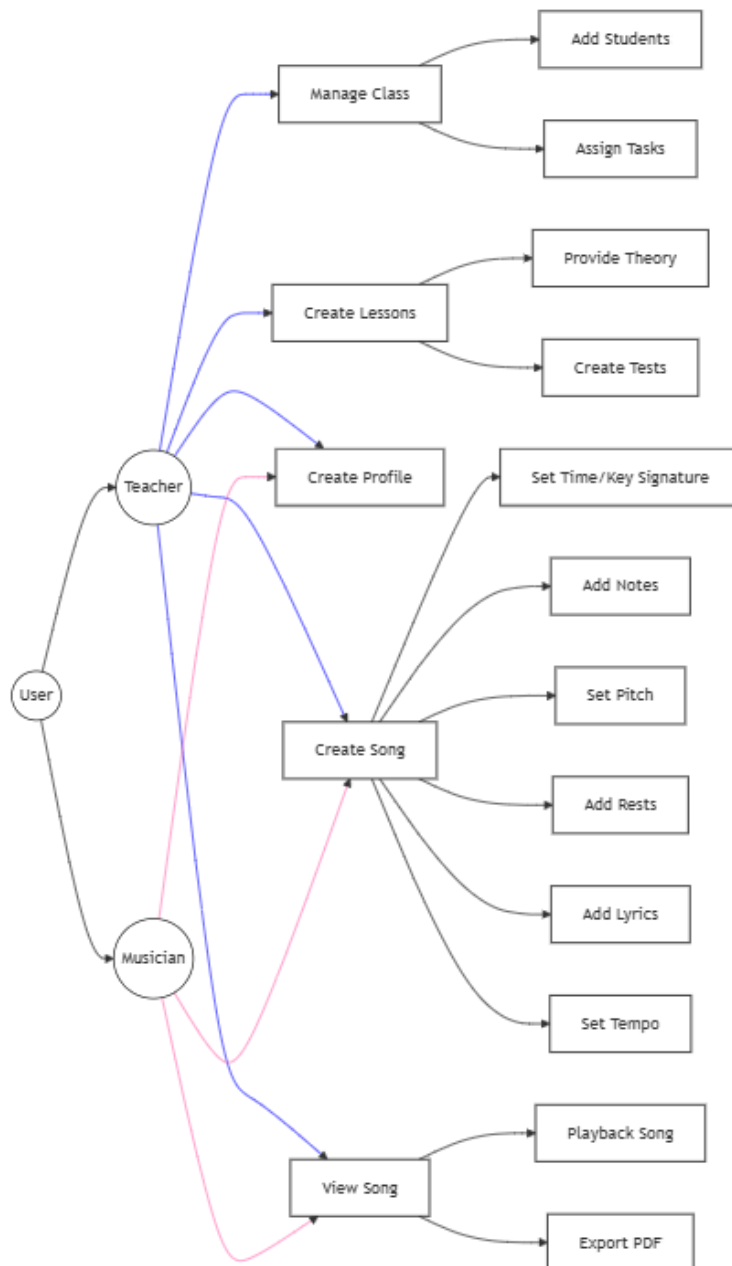 Add Students
Manage Class
Assign Tasks
Provide Theory
Create Lessons
Create Tests
Teacher
Create Profile
Set Time/Key Signature
Add Notes
User
Set Pitch
Create Song
Add Rests
Add Lyrics
Musician
Set Tempo
Playback Song
View Song
Export PDF